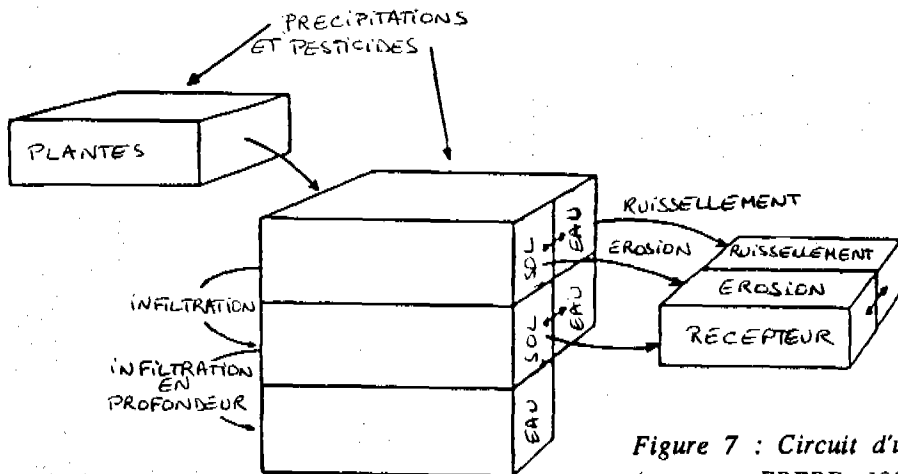 PRECIPITATIONS
ET PESTICIDES
PLANTES
SOL
EAU
RUISSELLEMENT
EROSION
RUISSELLEMENT
EROSION
RECEPTEUR
INFILTRATION
SOL
EAU
INFILTRATION
EN
PROFONDEUR
EAU
Figure 7 : Circuit d'u